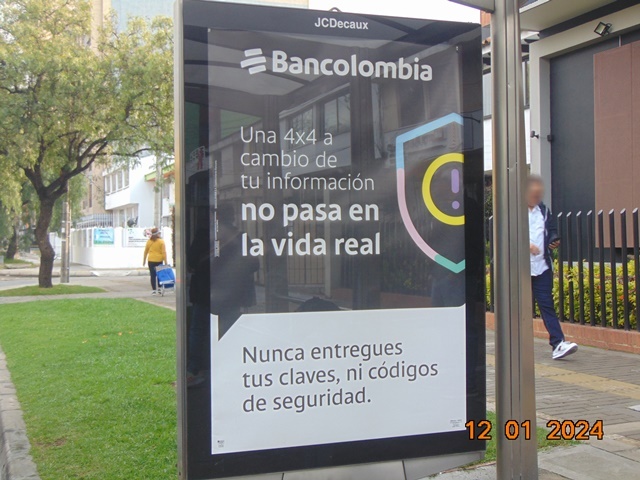 JCDecaux
Bancolombia
Una 4x4 a
cambio de
tu información
no pasa en
la vida real
Nunca entregues
tus claves, ni códigos
de seguridad.
12 01 2024